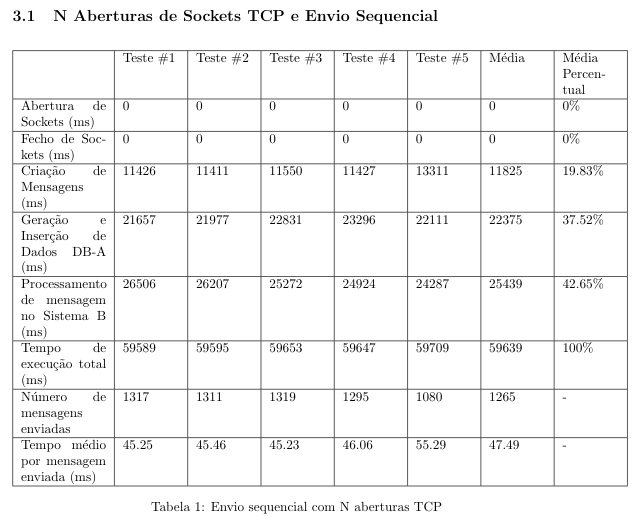 3.1 N Aberturas de Sockets TCP e Envio Sequencial
Teste #1 Teste #2 Teste #3 Teste #4 Teste #5 Média Média
Percen-
tual
Abertura de 0 0 0 0 0 0 0%
Sockets (ms)
Fecho de Soc- 0 0 0 0 0 0 0%
kets (ms)
Criação de 11426 11411 11550 11427 13311 11825 19.83%
Mensagens
(ms)
Geração e 21657 21977 22831 23296 22111 22375 37.52%
Inserção de
Dados DB-A
(ms)
Processamento 26506 26207 25272 24924 24287 25439 42.65%
de mensagem
no Sistema B
(ms)
Tempo de 59589 59595 59653 59647 59709 59639 100%
execução total
(ms)
Número de 1317 1311 1319 1295 1080 1265 -
mensagens
enviadas
Tempo médio 45.25 45.46 45.23 46.06 55.29 47.49 -
por mensagem
enviada (ms)
Tabela 1: Envio sequencial com N aberturas TCP